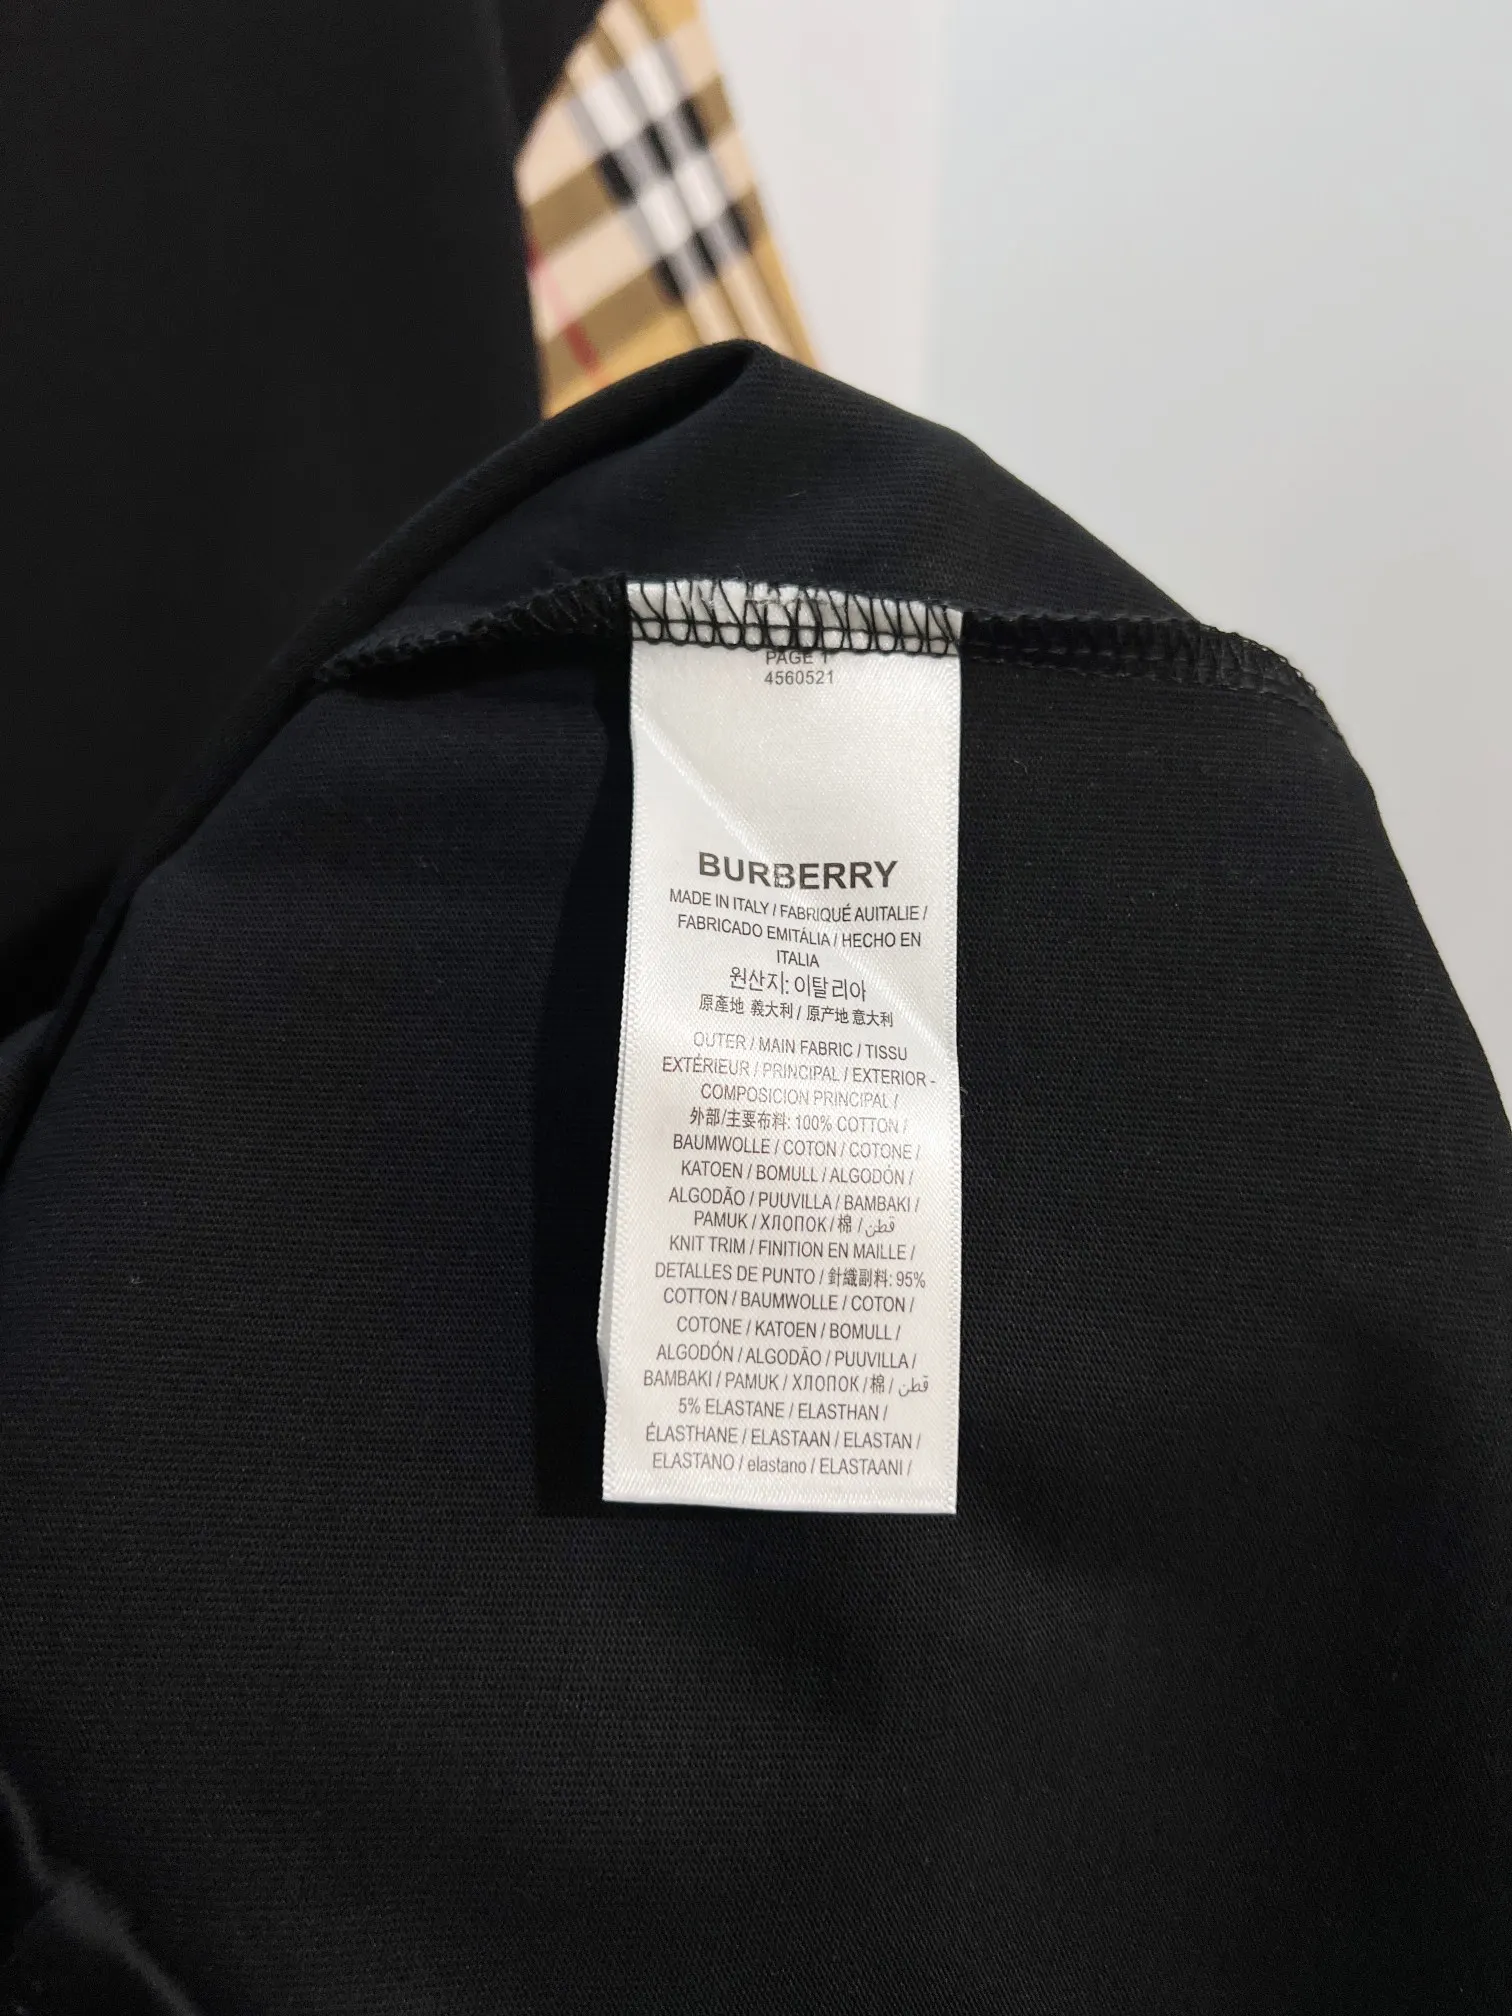 PAGE 1
4560521
BURBERRY
MADE IN ITALY / FABRIQUÉ AUITALIE /
FABRICADO EMITÁLIA / HECHO EN
ITALIA
원산지: 이탈리아
原產地 義大利 / 原产地 意大利
OUTER / MAIN FABRIC / TISSU
EXTÉRIEUR / PRINCIPAL / EXTERIOR -
COMPOSICION PRINCIPAL /
外部/主要布料: 100% COTTON /
BAUMWOLLE / COTON / COTONE /
KATOEN / BOMULL / ALGODÓN /
ALGODÃO / PUUVILLA / BAMBAKI /
PAMUK / ХЛОПОК / 棉 / قطن
KNIT TRIM / FINITION EN MAILLE /
DETALLES DE PUNTO / 針織副料: 95%
COTTON / BAUMWOLLE / COTON /
COTONE / KATOEN / BOMULL /
ALGODÓN / ALGODÃO / PUUVILLA /
BAMBAKI / PAMUK / ХЛОПОК / 棉 / قطن
5% ELASTANE / ELASTHAN /
ÉLASTHANE / ELASTAAN / ELASTAN /
ELASTANO / elastano / ELASTAANI /